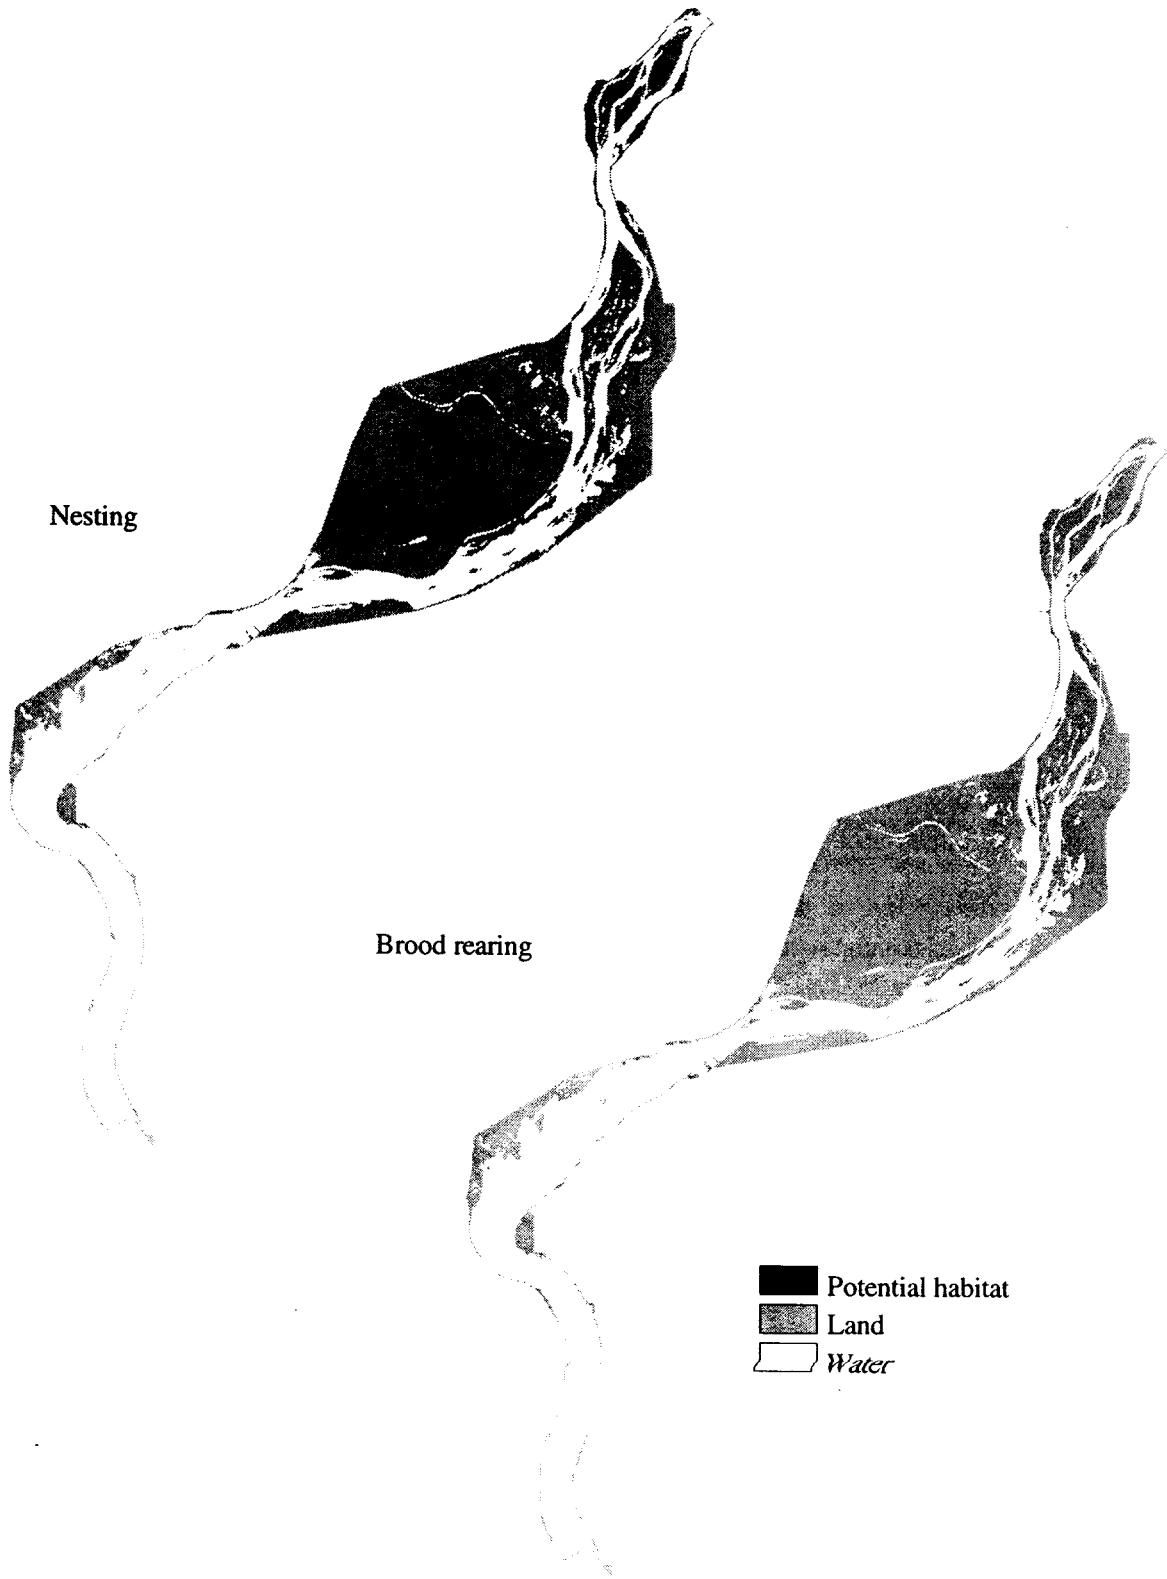 Nesting
Brood rearing
Potential habitat
Land
Water